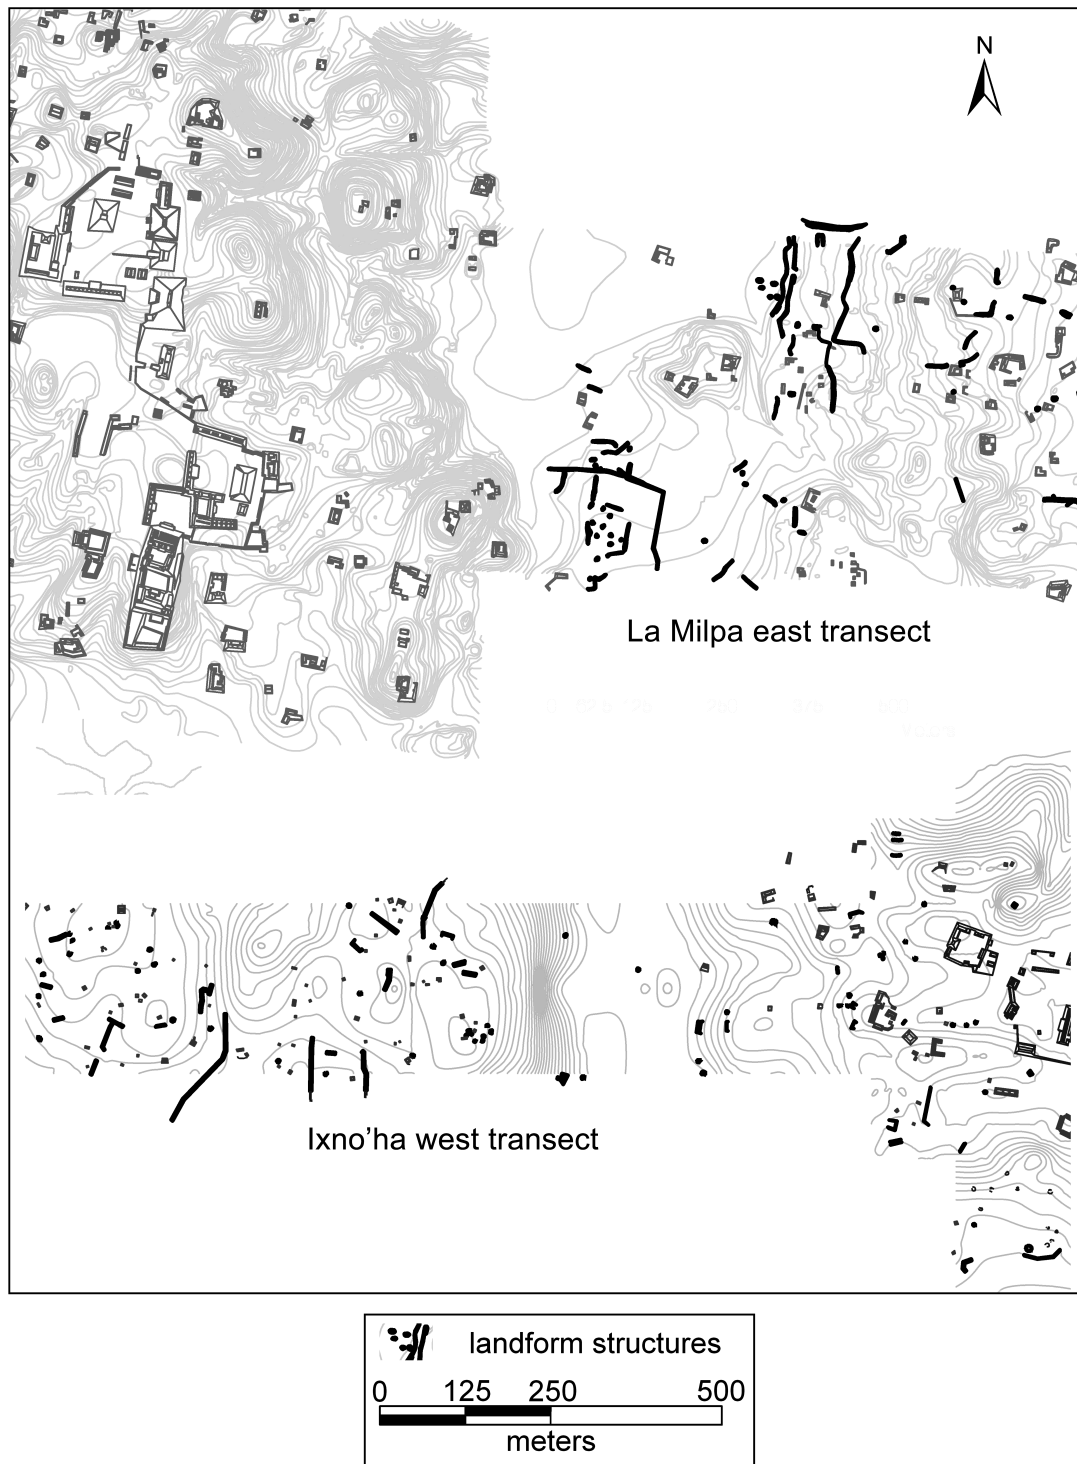 N
La Milpa east transect
Ixno’ha west transect
landform structures
0 125 250 500
meters